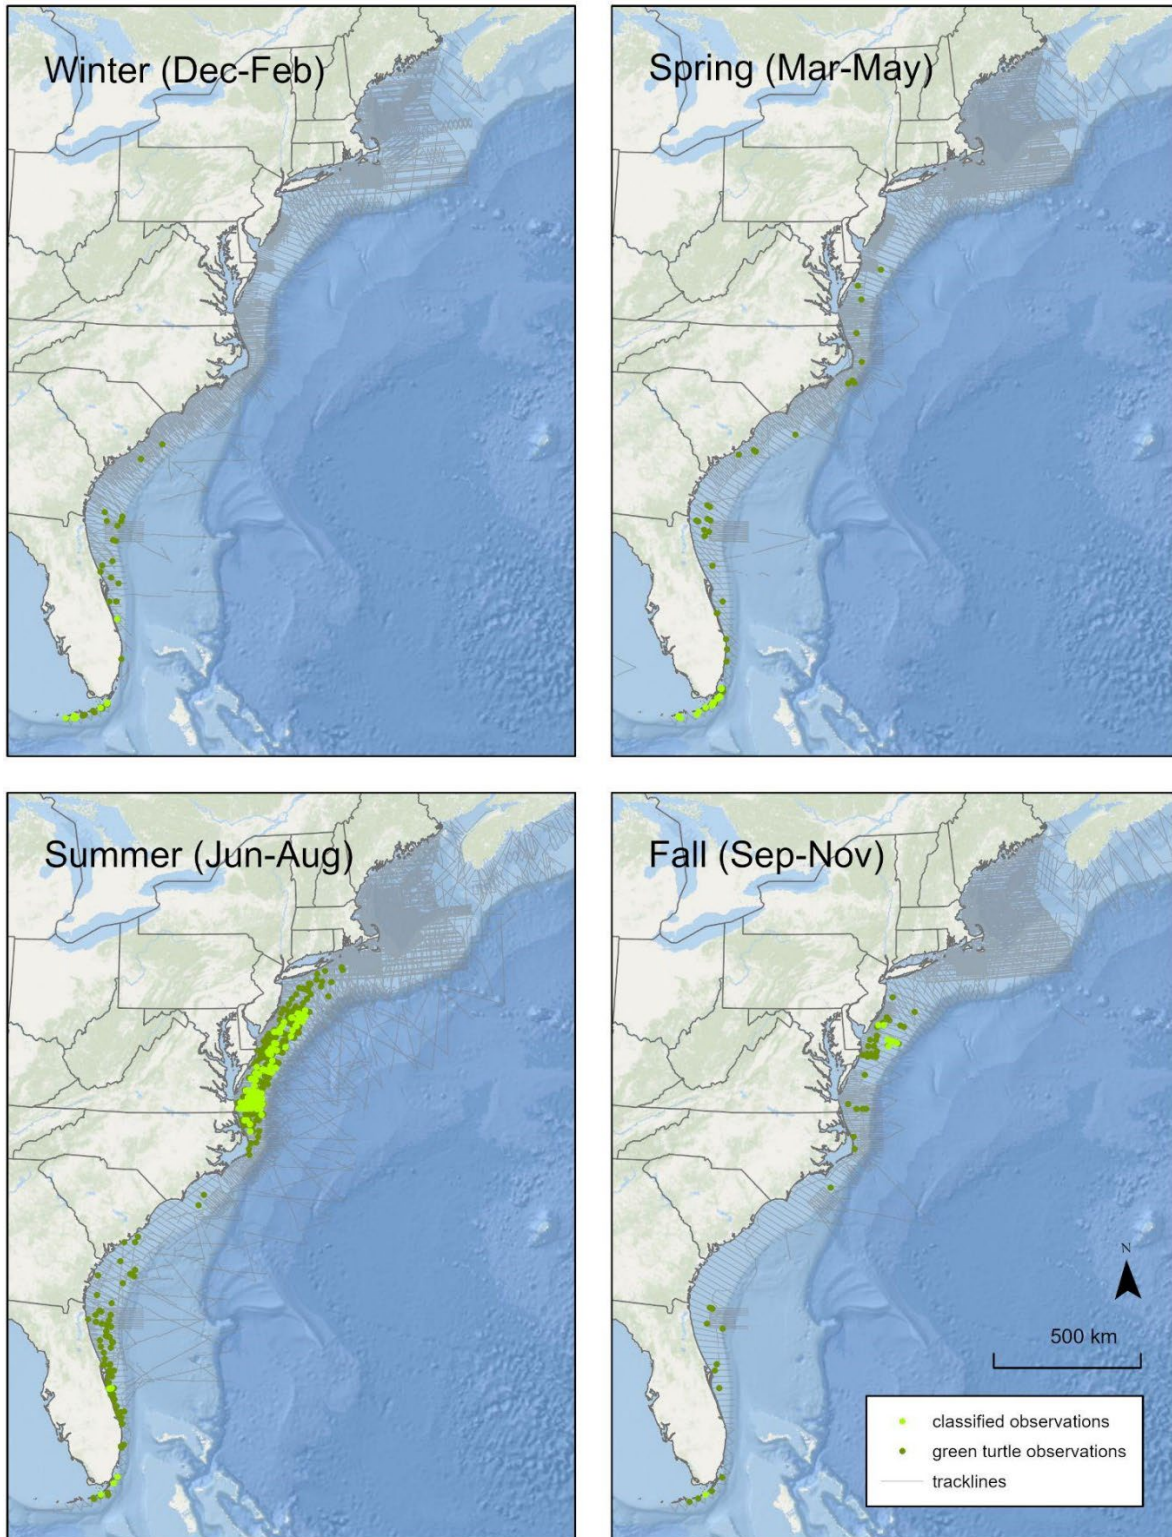 Winter (Dec-Feb)
Spring (Mar-May)
Summer (Jun-Aug)
Fall (Sep-Nov)
N
500 km
classified observations
green turtle observations
tracklines